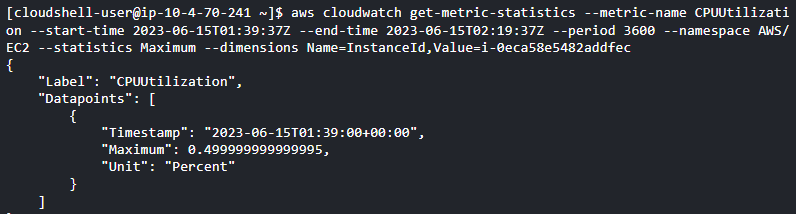 [cloudshell-user@ip-10-4-70-241 ~]$ aws cloudwatch get-metric-statistics --metric-name CPUUtilizati
on --start-time 2023-06-15T01:39:37Z --end-time 2023-06-15T02:19:37Z --period 3600 --namespace AWS/
EC2 --statistics Maximum --dimensions Name=InstanceId,Value=i-0eca58e5482addfec
{
    "Label": "CPUUtilization",
    "Datapoints": [
        {
            "Timestamp": "2023-06-15T01:39:00+00:00",
            "Maximum": 0.499999999999995,
            "Unit": "Percent"
        }
    ]